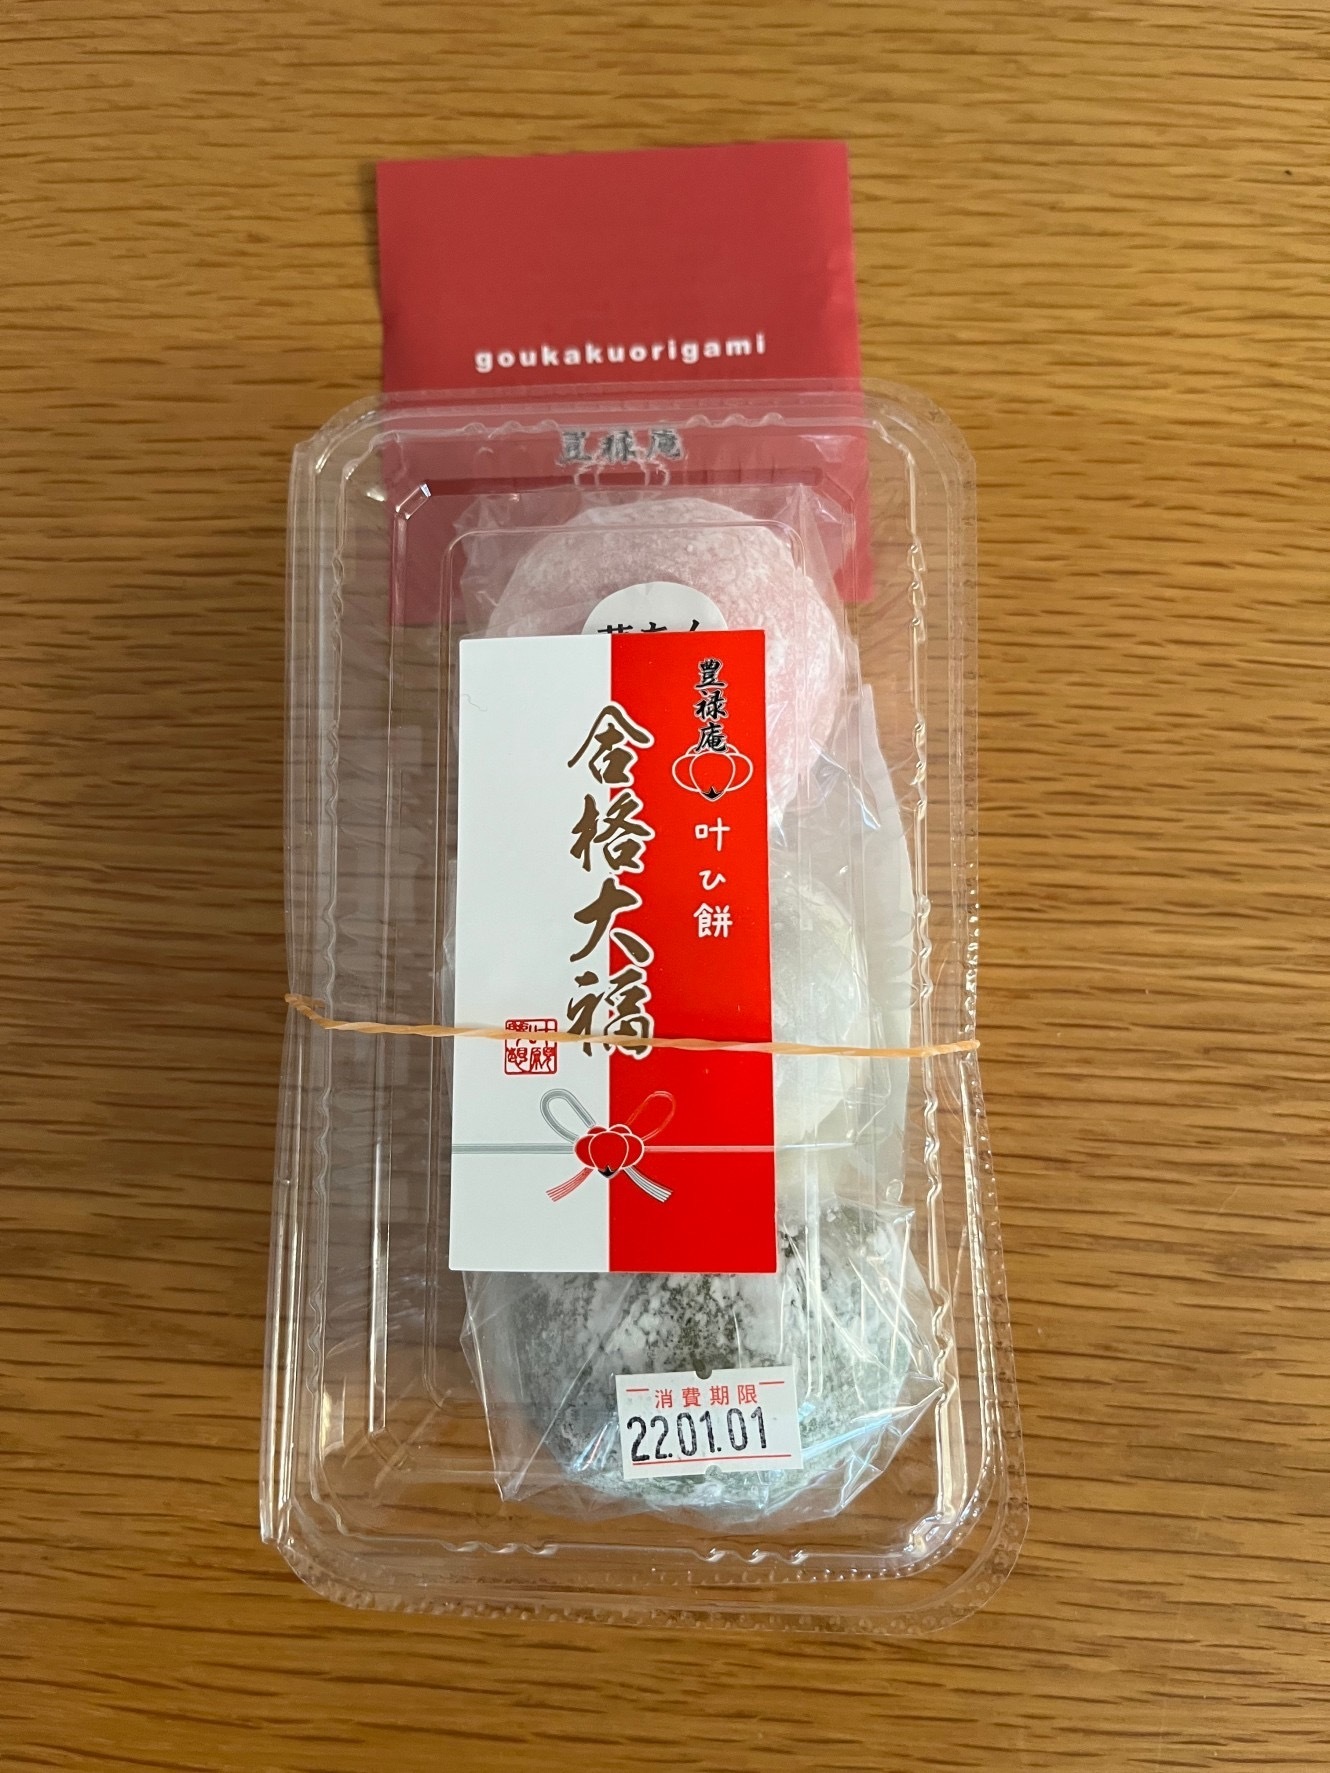 goukakuorigami
豊禄庵
豊禄庵
叶ひ餅
合格大福
消費期限
22.01.01